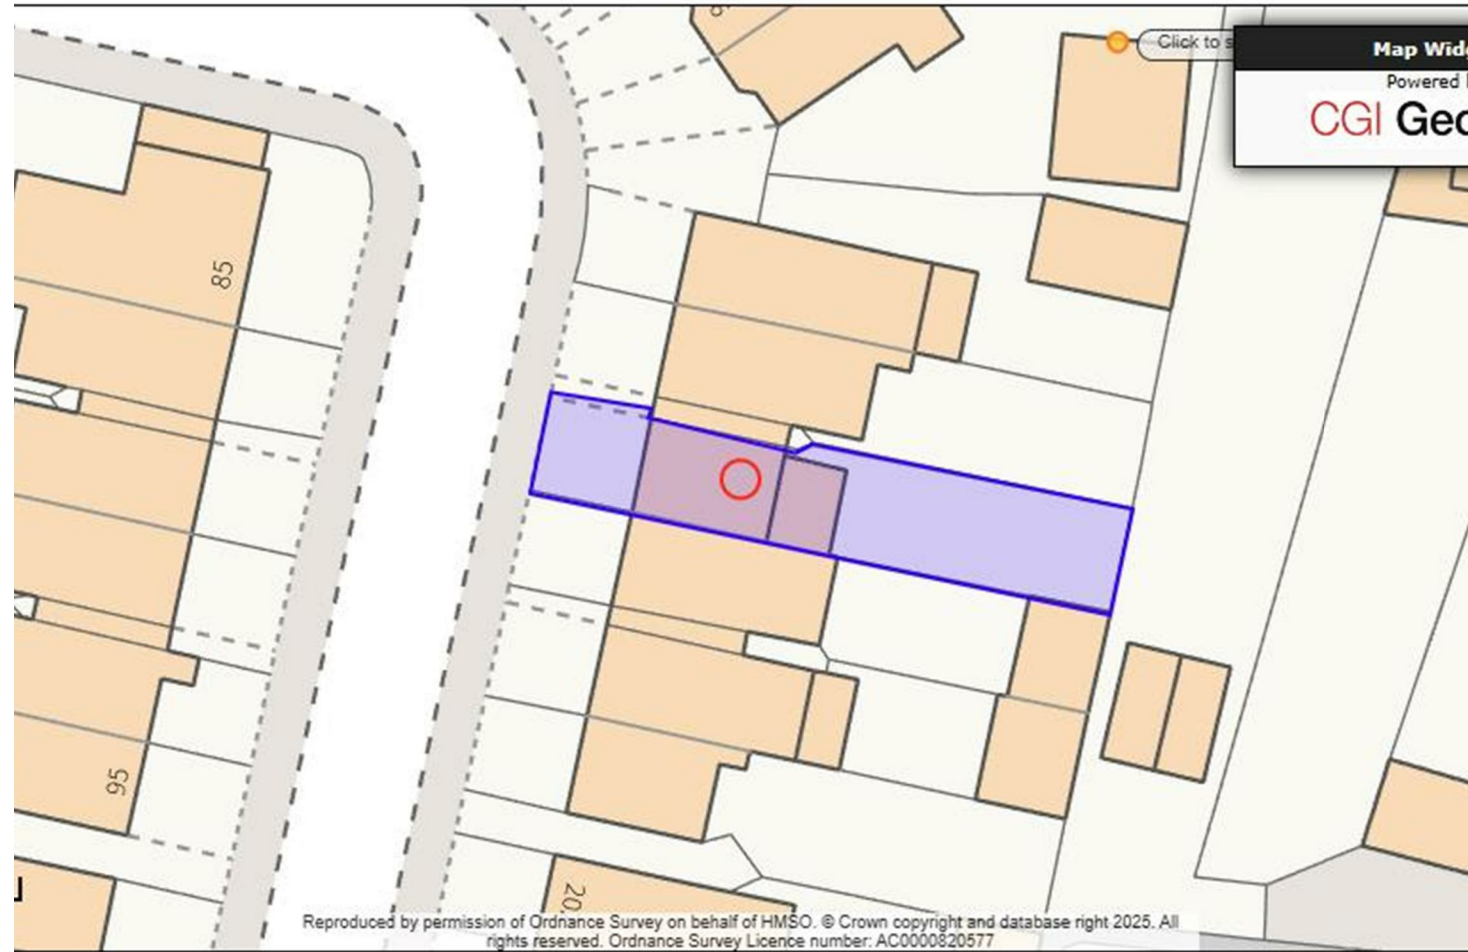 Click to s
Map Widg
Powered
CGI Geo
85
95
20
Reproduced by permission of Ordnance Survey on behalf of HMSO. © Crown copyright and database right 2025. All
rights reserved. Ordnance Survey Licence number: AC0000820577